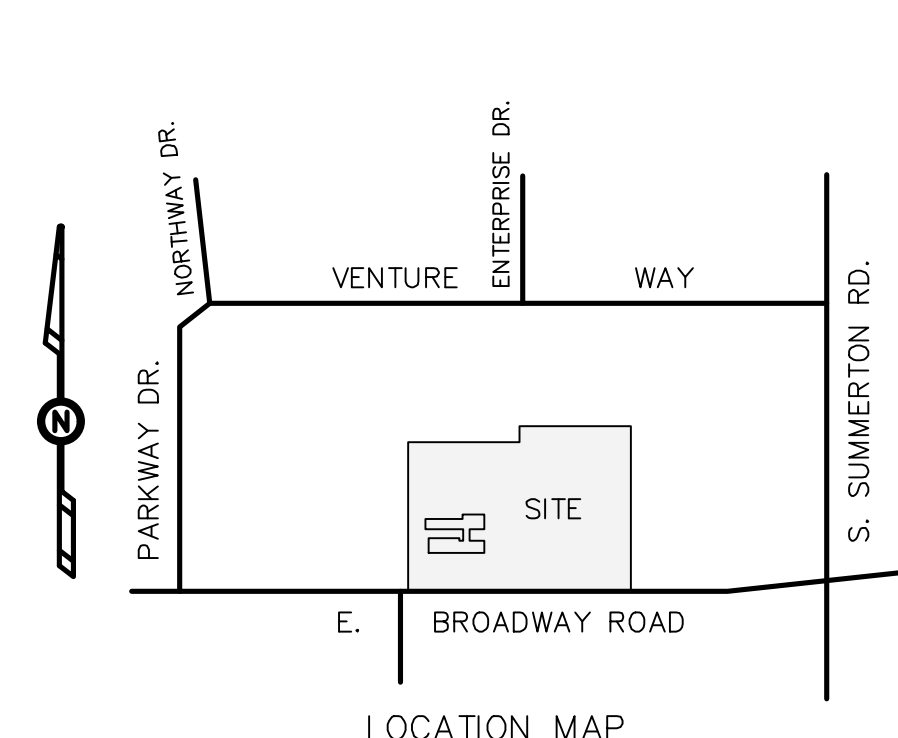 NORTHWAY DR.
ENTERPRISE DR.
VENTURE WAY
S. SUMMERTON RD.
PARKWAY DR.
N
SITE
E. BROADWAY ROAD
LOCATION MAP